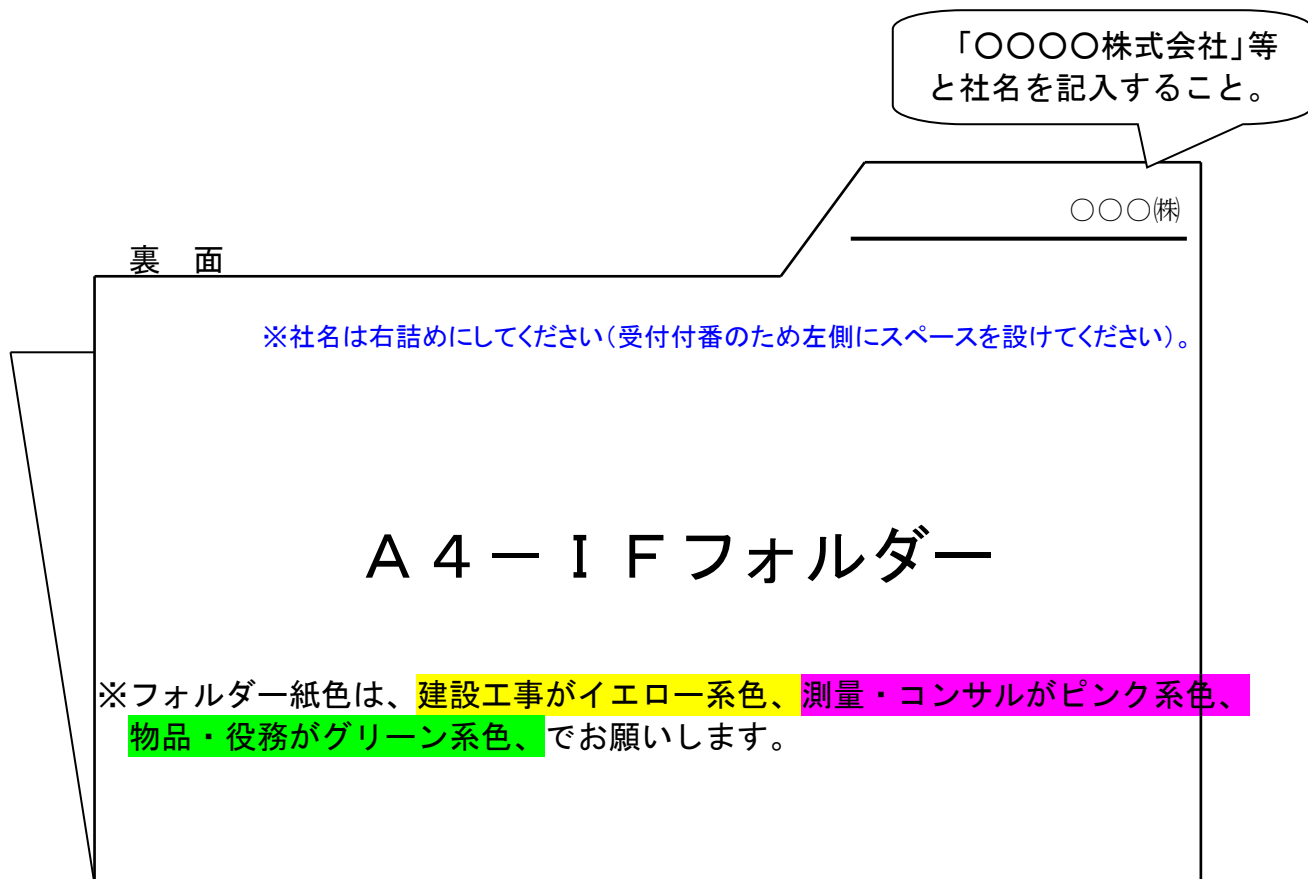 「〇〇〇〇株式会社」等
と社名を記入すること。
○○○㈱
裏　面
※社名は右詰めにしてください（受付付番のため左側にスペースを設けてください）。
Ａ４－ＩＦフォルダー
※フォルダー紙色は、建設工事がイエロー系色、測量・コンサルがピンク系色、
物品・役務がグリーン系色、でお願いします。